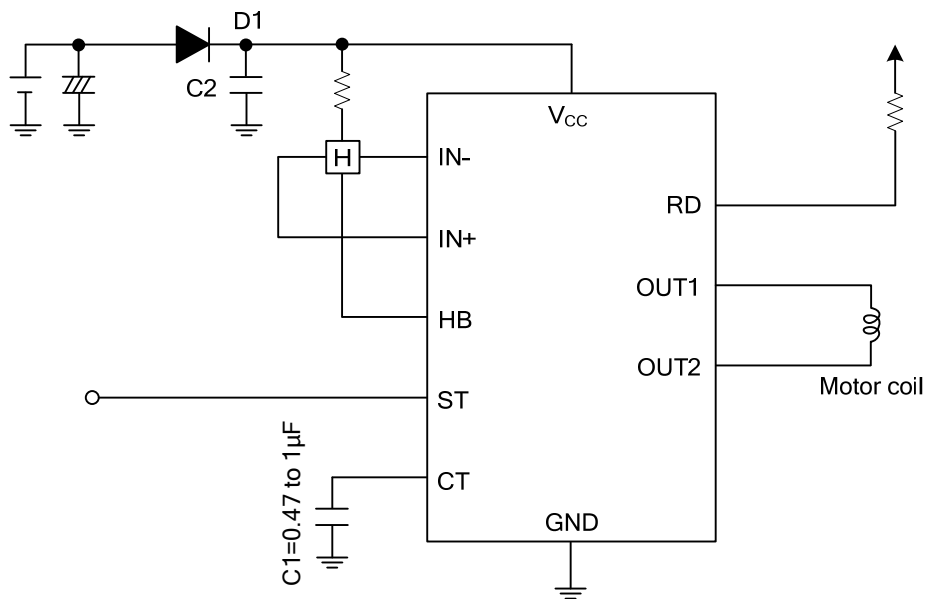 D1
C2
VCC
H
IN-
RD
IN+
OUT1
HB
OUT2
Motor coil
ST
C1=0.47 to 1μF
CT
GND